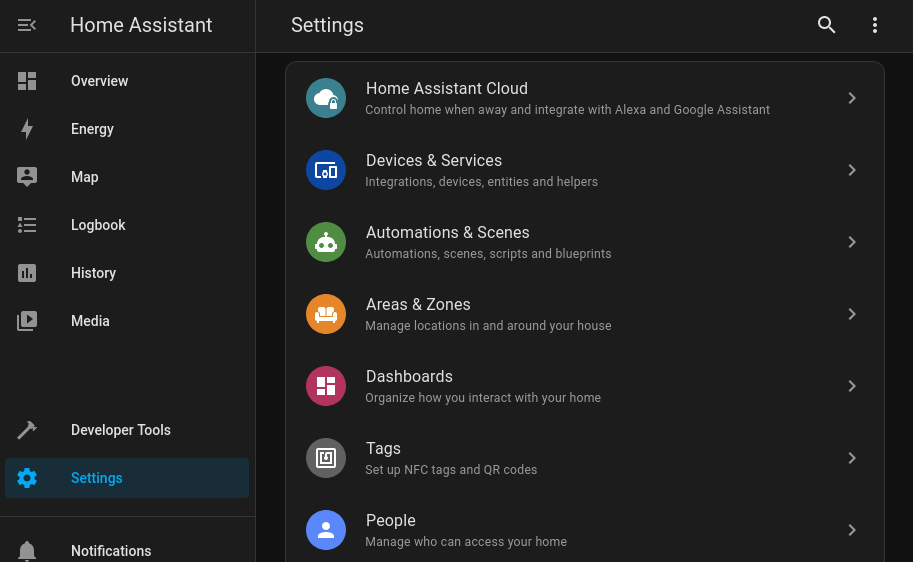 Home Assistant
Overview
Energy
Map
Logbook
History
Media
Developer Tools
Settings
Notifications
Settings
Home Assistant Cloud
Control home when away and integrate with Alexa and Google Assistant
Devices & Services
Integrations, devices, entities and helpers
Automations & Scenes
Automations, scenes, scripts and blueprints
Areas & Zones
Manage locations in and around your house
Dashboards
Organize how you interact with your home
Tags
Set up NFC tags and QR codes
People
Manage who can access your home